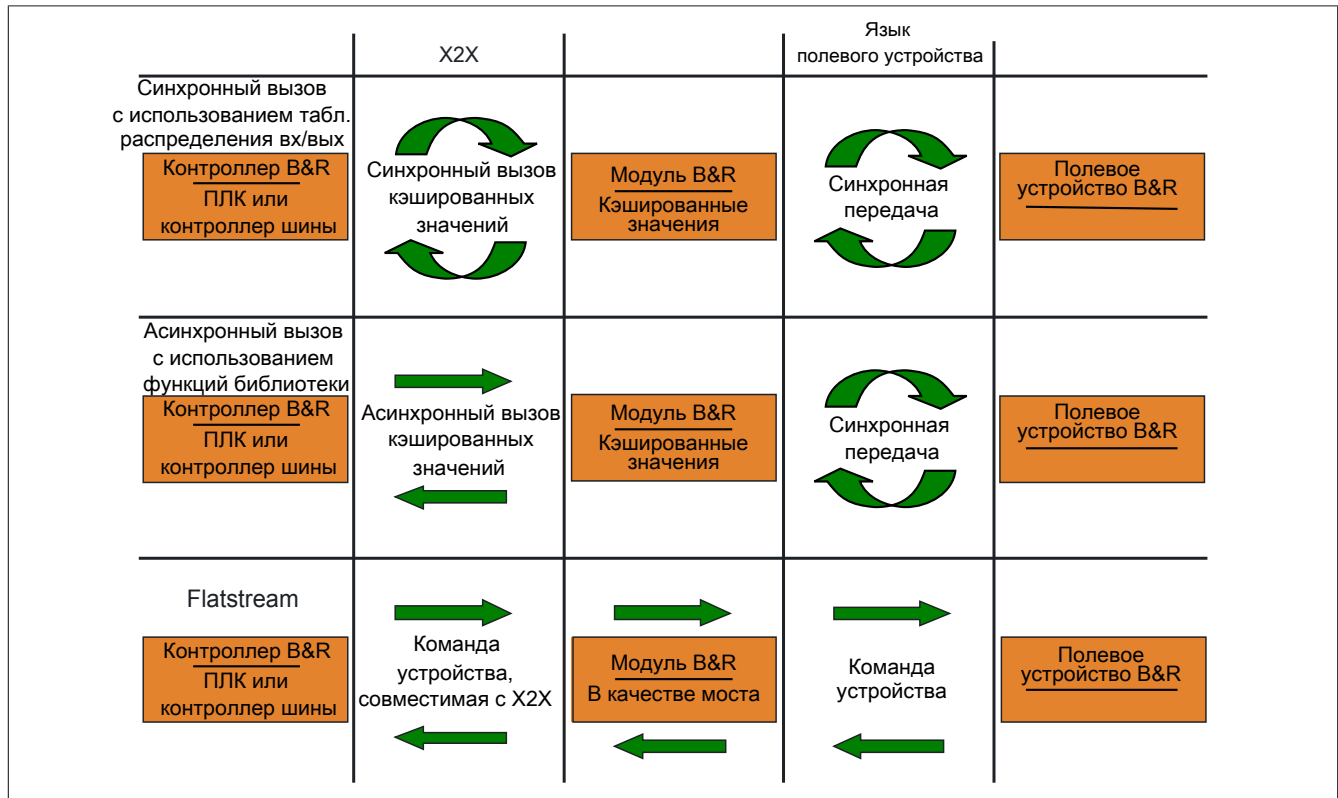 X2X
Язык
полевого устройства
Синхронный вызов
с использованием табл.
распределения вх/вых
Контроллер B&R
ПЛК или
контроллер шины
Синхронный вызов
кэшированных
значений
Модуль B&R
Кэшированные
значения
Синхронная
передача
Полевое
устройство B&R
Асинхронный вызов
с использованием
функций библиотеки
Контроллер B&R
ПЛК или
контроллер шины
Асинхронный вызов
кэшированных
значений
Модуль B&R
Кэшированные
значения
Синхронная
передача
Полевое
устройство B&R
Flatstream
Контроллер B&R
ПЛК или
контроллер шины
Команда
устройства,
совместимая с X2X
Модуль B&R
В качестве моста
Команда
устройства
Полевое
устройство B&R